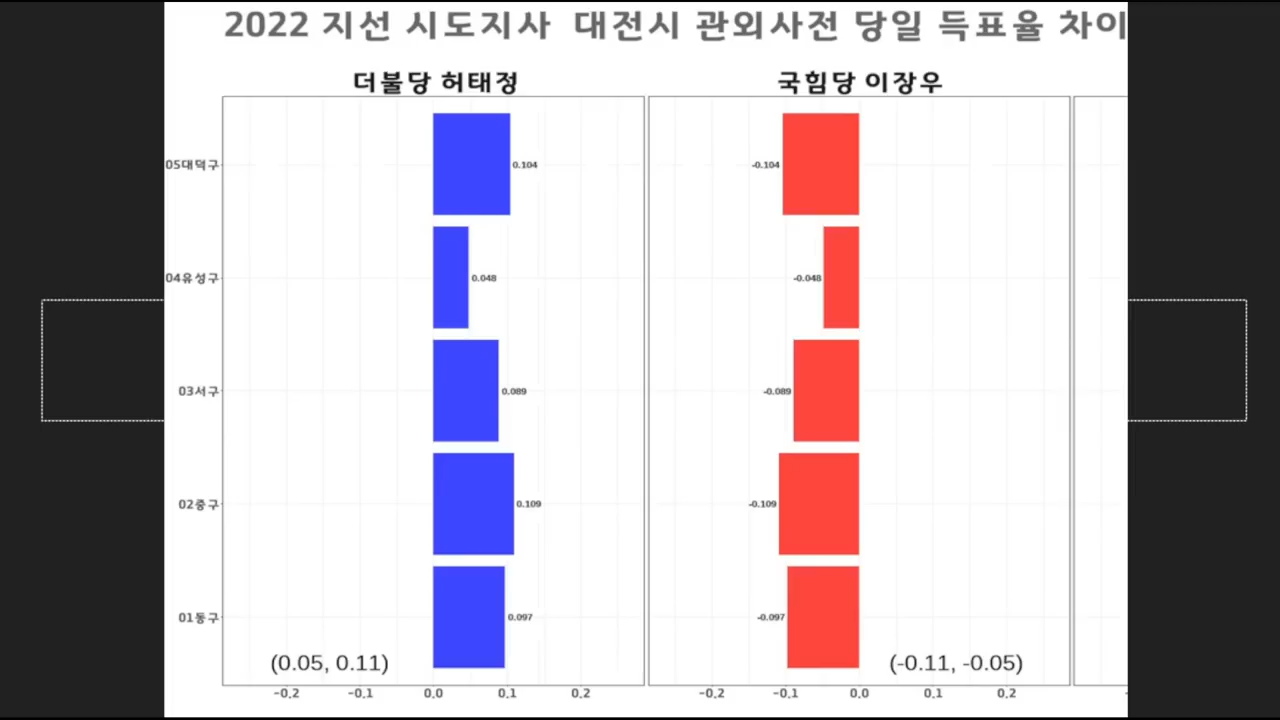 2022 지선 시도지사 대전시 관외사전 당일 득표율 차이
더불당 허태정
국힘당 이장우
05대덕구
0.104
-0.104
04유성구
0.048
-0.048
03서구
0.089
-0.089
02중구
0.109
-0.109
01동구
0.097
-0.097
(0.05, 0.11)
(-0.11, -0.05)
-0.2 -0.1 0.0 0.1 0.2
-0.2 -0.1 0.0 0.1 0.2